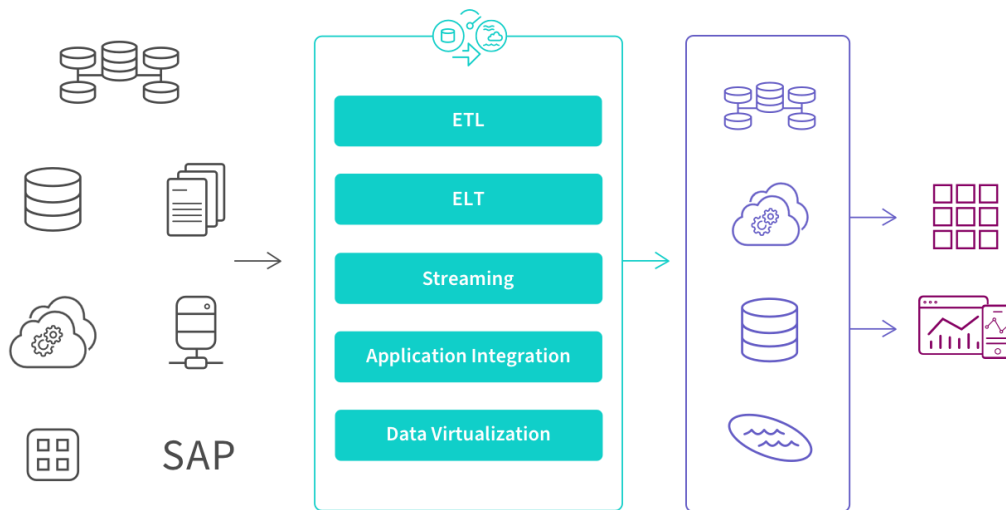 ETL
ELT
Streaming
Application Integration
Data Virtualization
SAP